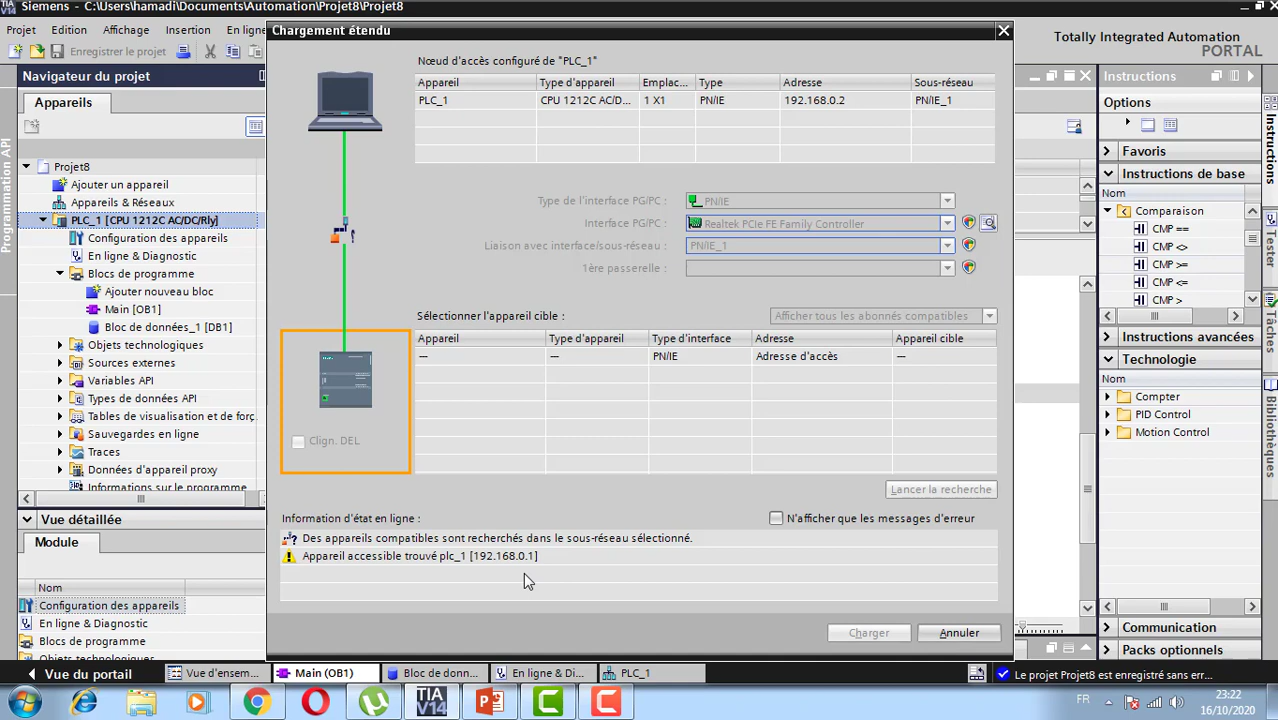 Siemens - C:\Users\hamadi\Documents\Automation\Projet8\Projet8
TIA
V14
Projet Edition Affichage Insertion En lign
Totally Integrated Automation
PORTAL
Enregistrer le projet
Chargement étendu
Navigateur du projet
Appareils
Programmation API
Projet8
Ajouter un appareil
Appareils & Réseaux
PLC_1 [CPU 1212C AC/DC/Rly]
Configuration des appareils
En ligne & Diagnostic
Blocs de programme
Ajouter nouveau bloc
Main [OB1]
Bloc de données_1 [DB1]
Objets technologiques
Sources externes
Variables API
Types de données API
Tables de visualisation et de forç
Sauvegardes en ligne
Traces
Données d'appareil proxy
Informations sur le programme
Vue détaillée
Module
Nom
Configuration des appareils
En ligne & Diagnostic
Blocs de programme
Objets technologiques
Nœud d'accès configuré de "PLC_1"
Appareil Type d'appareil Emplac... Type Adresse Sous-réseau
PLC_1 CPU 1212C AC/D... 1 X1 PN/IE 192.168.0.2 PN/IE_1
Type de l'interface PG/PC : PN/IE
Interface PG/PC : Realtek PCIe FE Family Controller
Liaison avec interface/sous-réseau : PN/IE_1
1ère passerelle :
Sélectionner l'appareil cible : Afficher tous les abonnés compatibles
Appareil Type d'appareil Type d'interface Adresse Appareil cible
— — PN/IE Adresse d'accès —
Clign. DEL
Lancer la recherche
Information d'état en ligne : N'afficher que les messages d'erreur
Des appareils compatibles sont recherchés dans le sous-réseau sélectionné.
Appareil accessible trouvé plc_1 [192.168.0.1]
Charger Annuler
Instructions
Options
Favoris
Instructions de base
Nom
Comparaison
CMP ==
CMP <>
CMP >=
CMP <=
CMP >
Instructions avancées
Technologie
Nom
Compter
PID Control
Motion Control
Communication
Packs optionnels
Instructions
Tester
Tâches
Bibliothèques
Vue du portail Vue d'ensem... Main (OB1) Bloc de donn... En ligne & Di... PLC_1 Le projet Projet8 est enregistré sans err...
TIA
V14
FR
23:22
16/10/2020